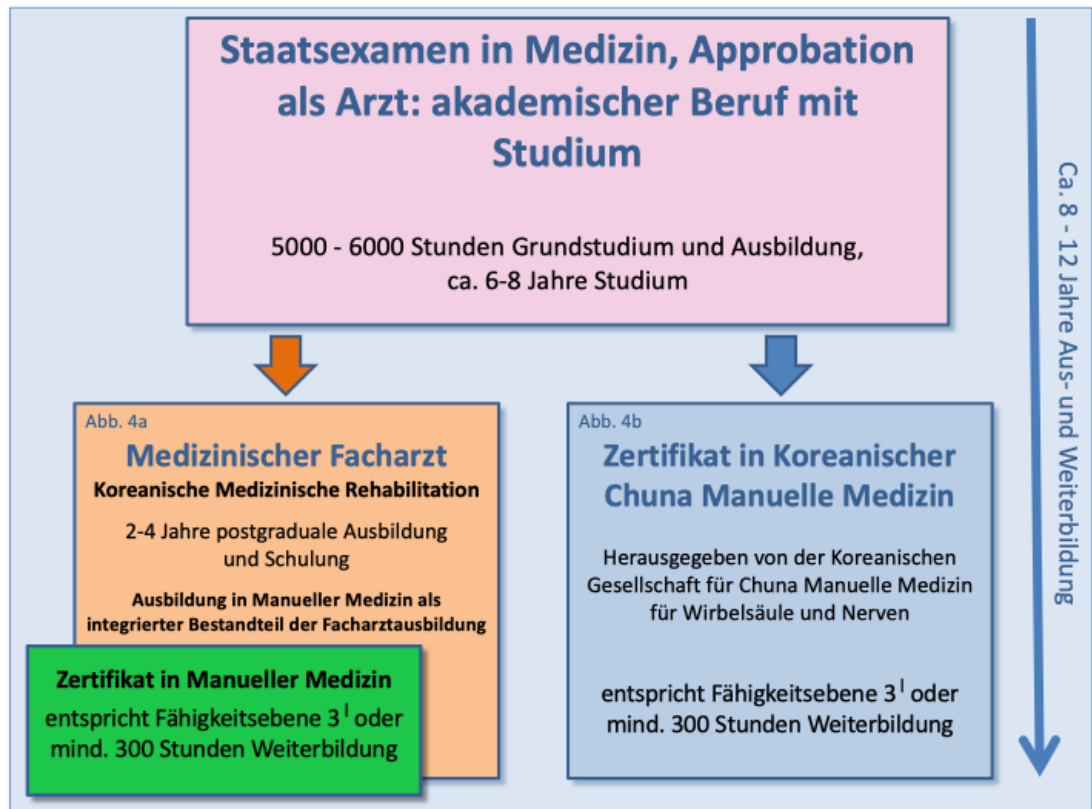 Staatsexamen in Medizin, Approbation
als Arzt: akademischer Beruf mit
Studium
5000 - 6000 Stunden Grundstudium und Ausbildung,
ca. 6-8 Jahre Studium
Ca. 8 - 12 Jahre Aus- und Weiterbildung
Abb. 4a
Medizinischer Facharzt
Koreanische Medizinische Rehabilitation
2-4 Jahre postgraduale Ausbildung
und Schulung
Ausbildung in Manueller Medizin als
integrierter Bestandteil der Facharztausbildung
Zertifikat in Manueller Medizin
entspricht Fähigkeitsebene 3 l oder
mind. 300 Stunden Weiterbildung
Abb. 4b
Zertifikat in Koreanischer
Chuna Manuelle Medizin
Herausgegeben von der Koreanischen
Gesellschaft für Chuna Manuelle Medizin
für Wirbelsäule und Nerven
entspricht Fähigkeitsebene 3 l oder
mind. 300 Stunden Weiterbildung